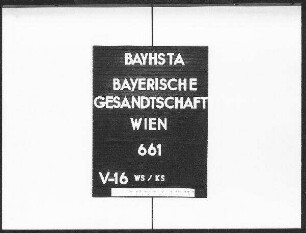 BAYHSTA
BAYERISCHE
GESANDTSCHAFT
WIEN
661
V-16 WS / KS